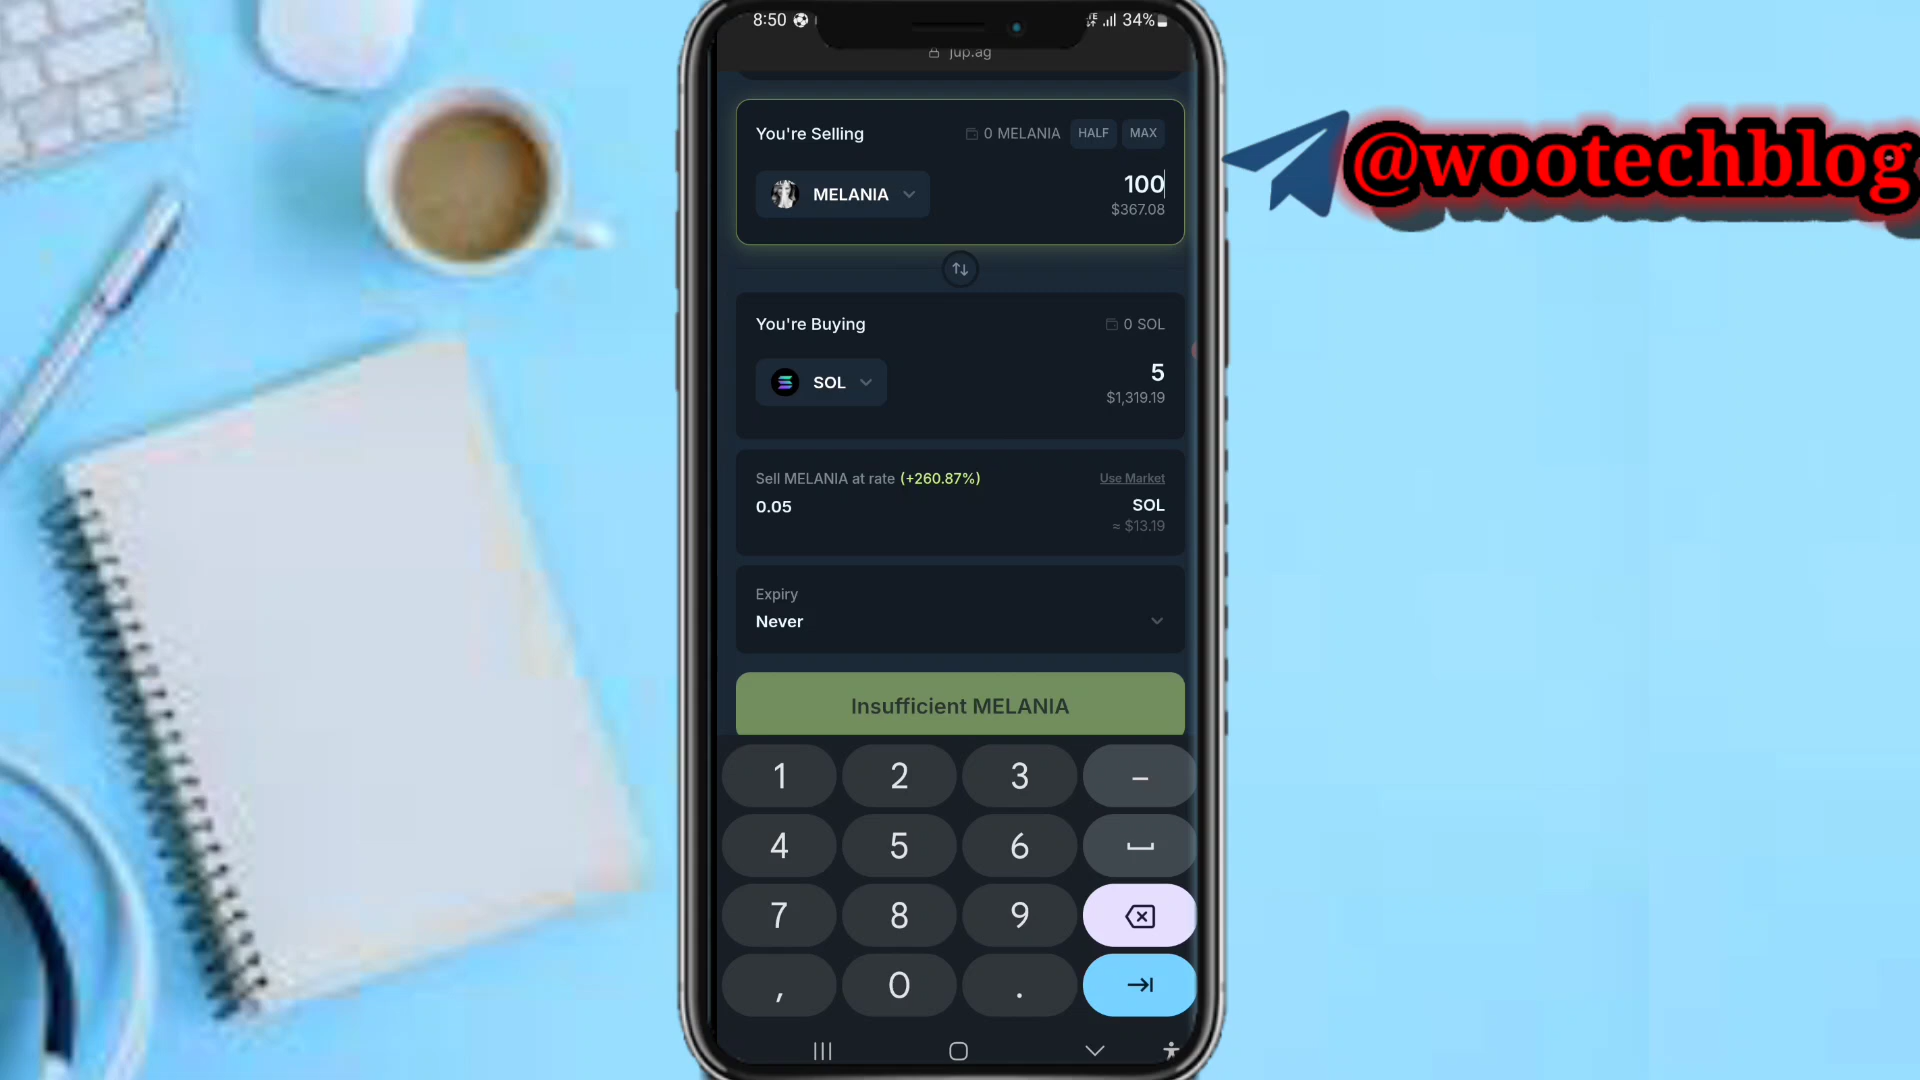 8:50 34%
jup.ag
You're Selling 0 MELANIA HALF MAX
MELANIA 100
$367.08
You're Buying 0 SOL
SOL 5
$1,319.19
Sell MELANIA at rate (+260.87%) Use Market
0.05 SOL
≈ $13.19
Expiry
Never
Insufficient MELANIA
1 2 3 –
4 5 6
7 8 9
, 0 .
@wootechblog